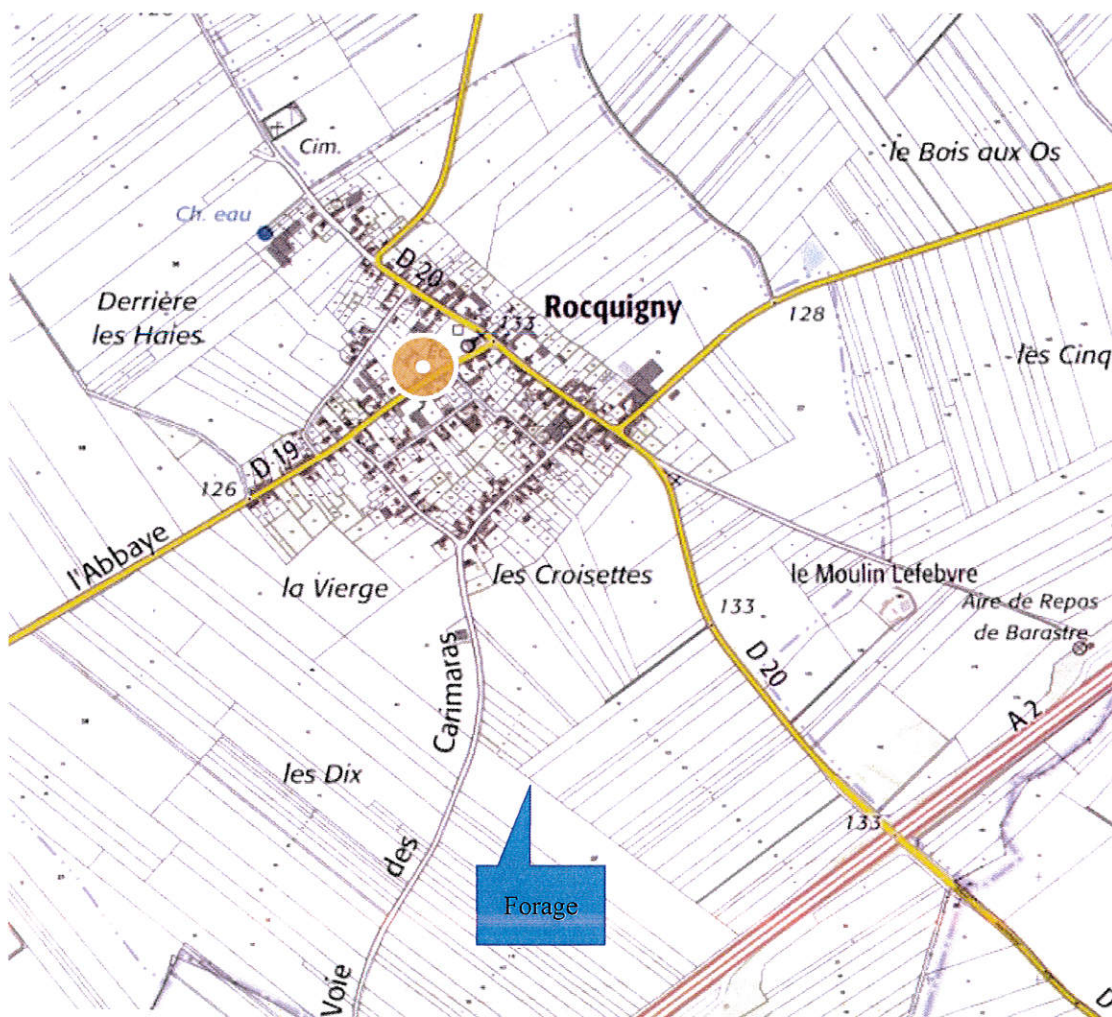 Cim.
le Bois aux Os
Ch. eau
D 20
Derrière
les Haies
133
Rocquigny
128
les Cinq
D 19
126
l'Abbaye
la Vierge
les Croisettes
le Moulin Lefebvre
Aire de Repos
de Barastre
133
D 20
A 2
Carimaras
les Dix
133
des
Forage
Voie
D